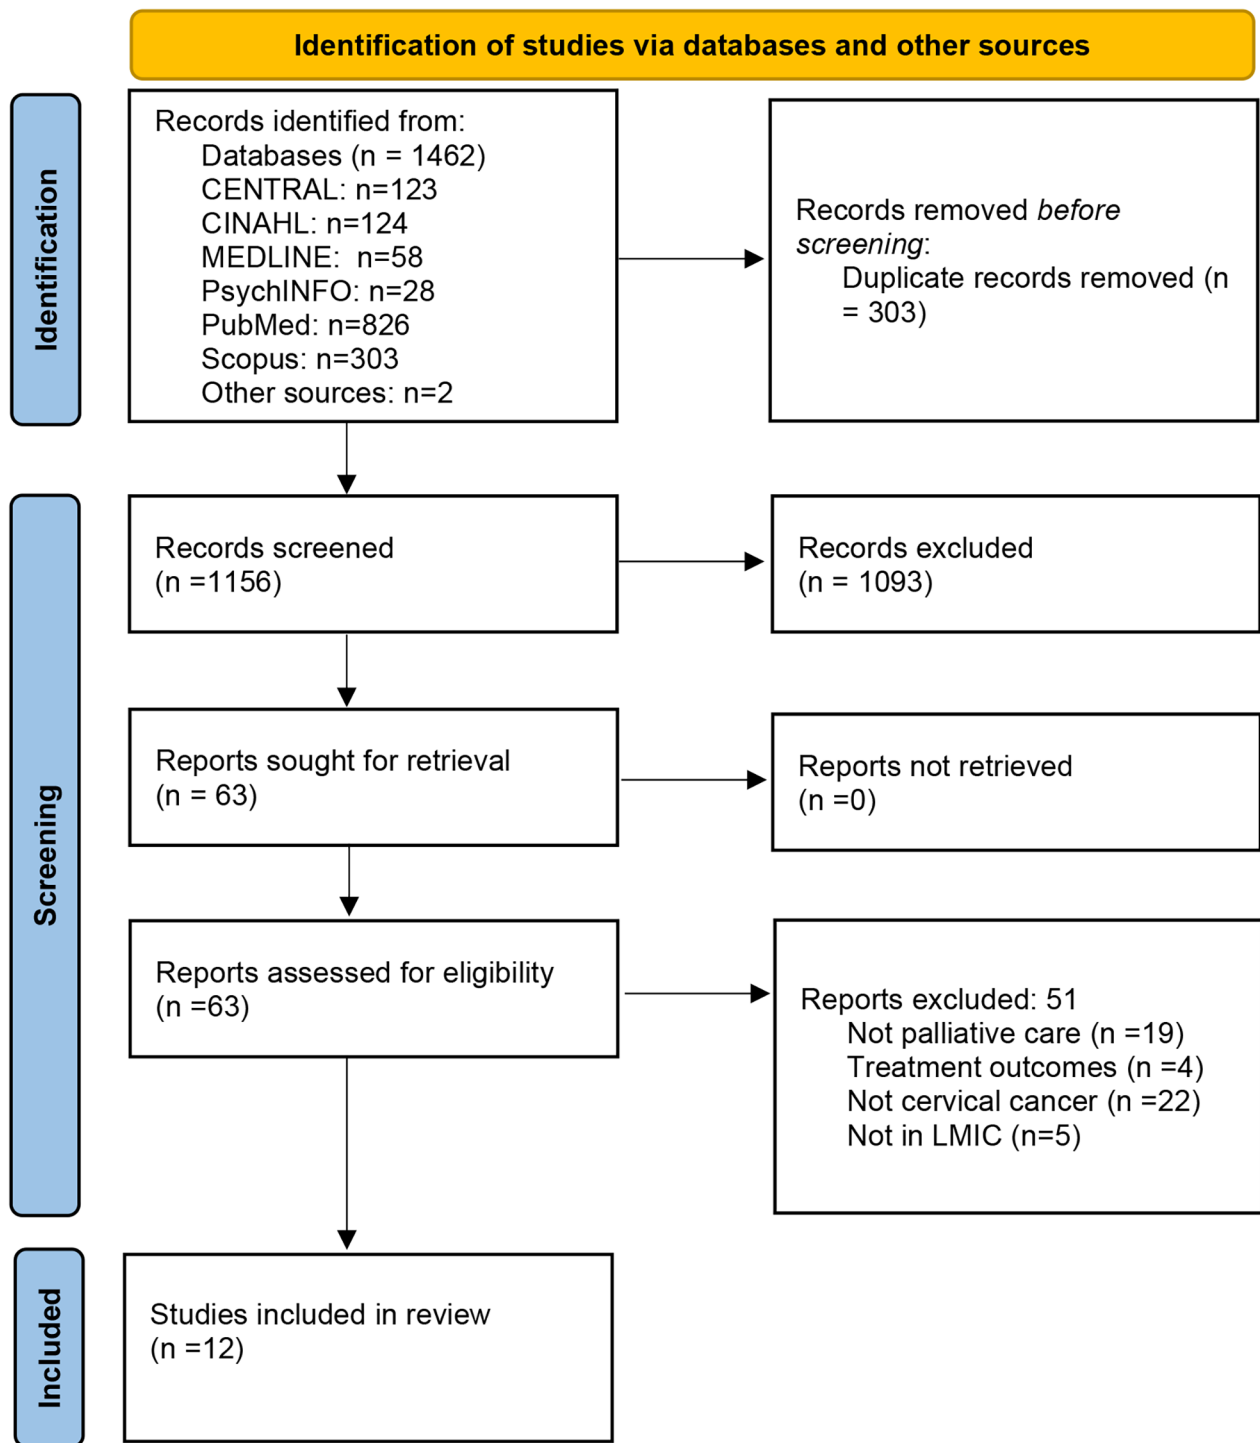 Identification of studies via databases and other sources
Identification
Records identified from:
Databases (n = 1462)
CENTRAL: n=123
CINAHL: n=124
MEDLINE:  n=58
PsychINFO: n=28
PubMed: n=826
Scopus: n=303
Other sources: n=2
Records removed before
screening:
Duplicate records removed (n
= 303)
Screening
Records screened
(n =1156)
Records excluded
(n = 1093)
Reports sought for retrieval
(n = 63)
Reports not retrieved
(n =0)
Reports assessed for eligibility
(n =63)
Reports excluded: 51
Not palliative care (n =19)
Treatment outcomes (n =4)
Not cervical cancer (n =22)
Not in LMIC (n=5)
Included
Studies included in review
(n =12)